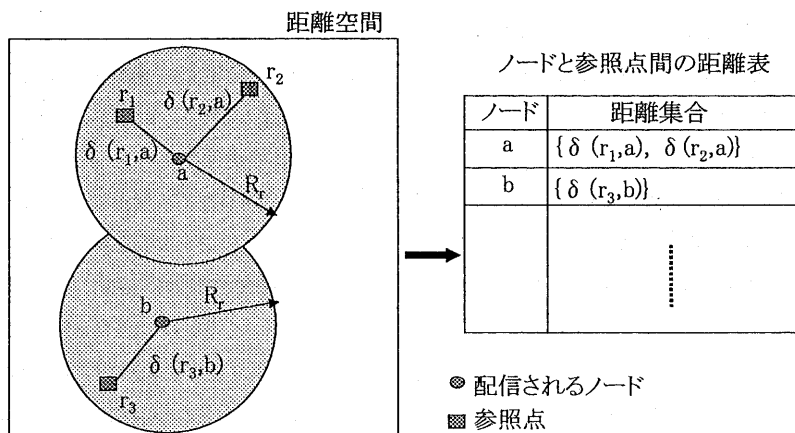 距離空間
r₂
r₁
δ (r₂,a)
δ (r₁,a)
a
Rᵣ
b
Rᵣ
δ (r₃,b)
r₃
ノードと参照点間の距離表
ノード 距離集合
a {δ (r₁,a), δ (r₂,a)}
b {δ (r₃,b)}
配信されるノード
参照点